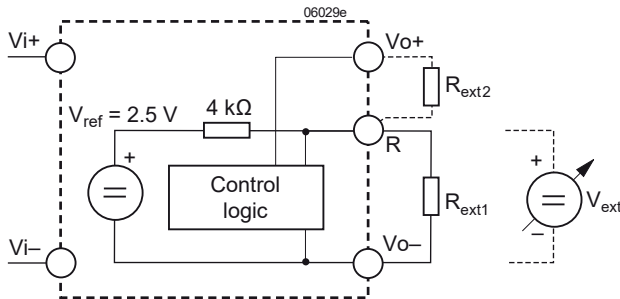 06029e
Vi+
Vo+
Rext2
Vref = 2.5 V
4 kΩ
R
+
Control
logic
Rext1
+
Vext
–
Vi–
Vo–